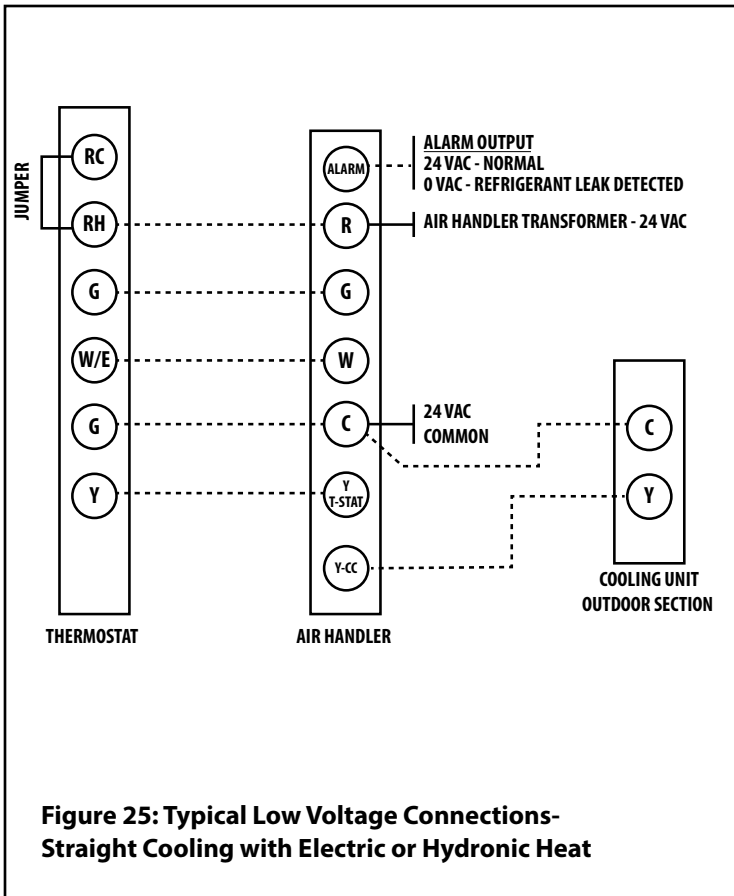 ALARM OUTPUT
24 VAC - NORMAL
0 VAC - REFRIGERANT LEAK DETECTED
AIR HANDLER TRANSFORMER - 24 VAC
JUMPER
RC
RH
G
W/E
G
Y
THERMOSTAT
ALARM
R
G
W
C
Y
T-STAT
Y-CC
AIR HANDLER
24 VAC
COMMON
C
Y
COOLING UNIT
OUTDOOR SECTION
Figure 25: Typical Low Voltage Connections-
Straight Cooling with Electric or Hydronic Heat